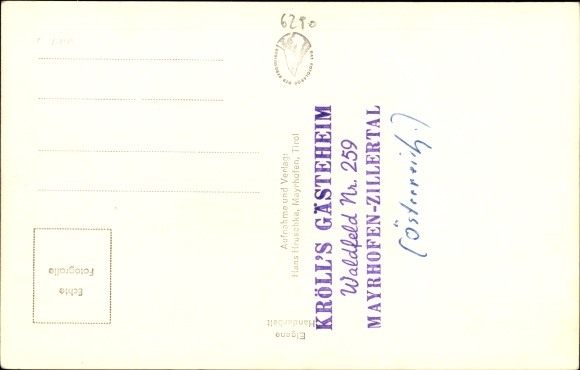 6290
KRÖLL'S GÄSTEHEIM
Waldfeld Nr. 259
MAYRHOFEN-ZILLERTAL
(Österreich.)
Aufnahme und Verlag:
Hans Hruschka, Mayrhofen, Tirol
Eigene
Handarbeit
Echte
Fotografie